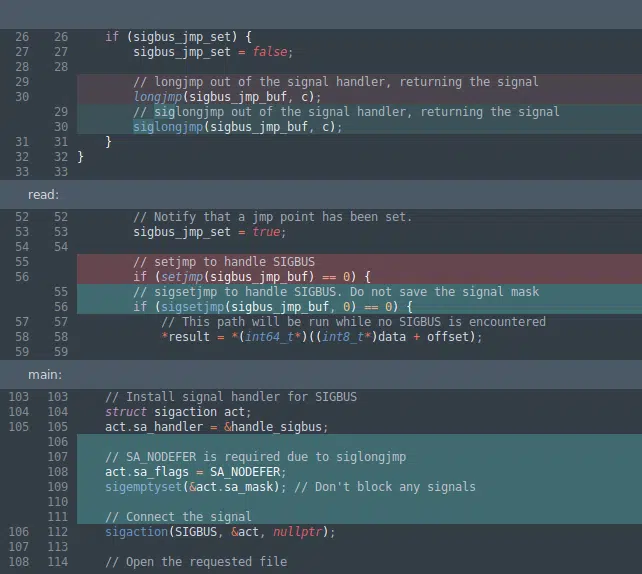 26 26 if (sigbus_jmp_set) {
27 27 sigbus_jmp_set = false;
28 28
29 // longjmp out of the signal handler, returning the signal
30 longjmp(sigbus_jmp_buf, c);
29 // siglongjmp out of the signal handler, returning the signal
30 siglongjmp(sigbus_jmp_buf, c);
31 31 }
32 32 }
33 33
read:
52 52 // Notify that a jmp point has been set.
53 53 sigbus_jmp_set = true;
54 54
55 // setjmp to handle SIGBUS
56 if (setjmp(sigbus_jmp_buf) == 0) {
55 // sigsetjmp to handle SIGBUS. Do not save the signal mask
56 if (sigsetjmp(sigbus_jmp_buf, 0) == 0) {
57 57 // This path will be run while no SIGBUS is encountered
58 58 *result = *(int64_t*)((int8_t*)data + offset);
59 59
main:
103 103 // Install signal handler for SIGBUS
104 104 struct sigaction act;
105 105 act.sa_handler = &handle_sigbus;
106
107 // SA_NODEFER is required due to siglongjmp
108 act.sa_flags = SA_NODEFER;
109 sigemptyset(&act.sa_mask); // Don't block any signals
110
111 // Connect the signal
106 112 sigaction(SIGBUS, &act, nullptr);
107 113
108 114 // Open the requested file